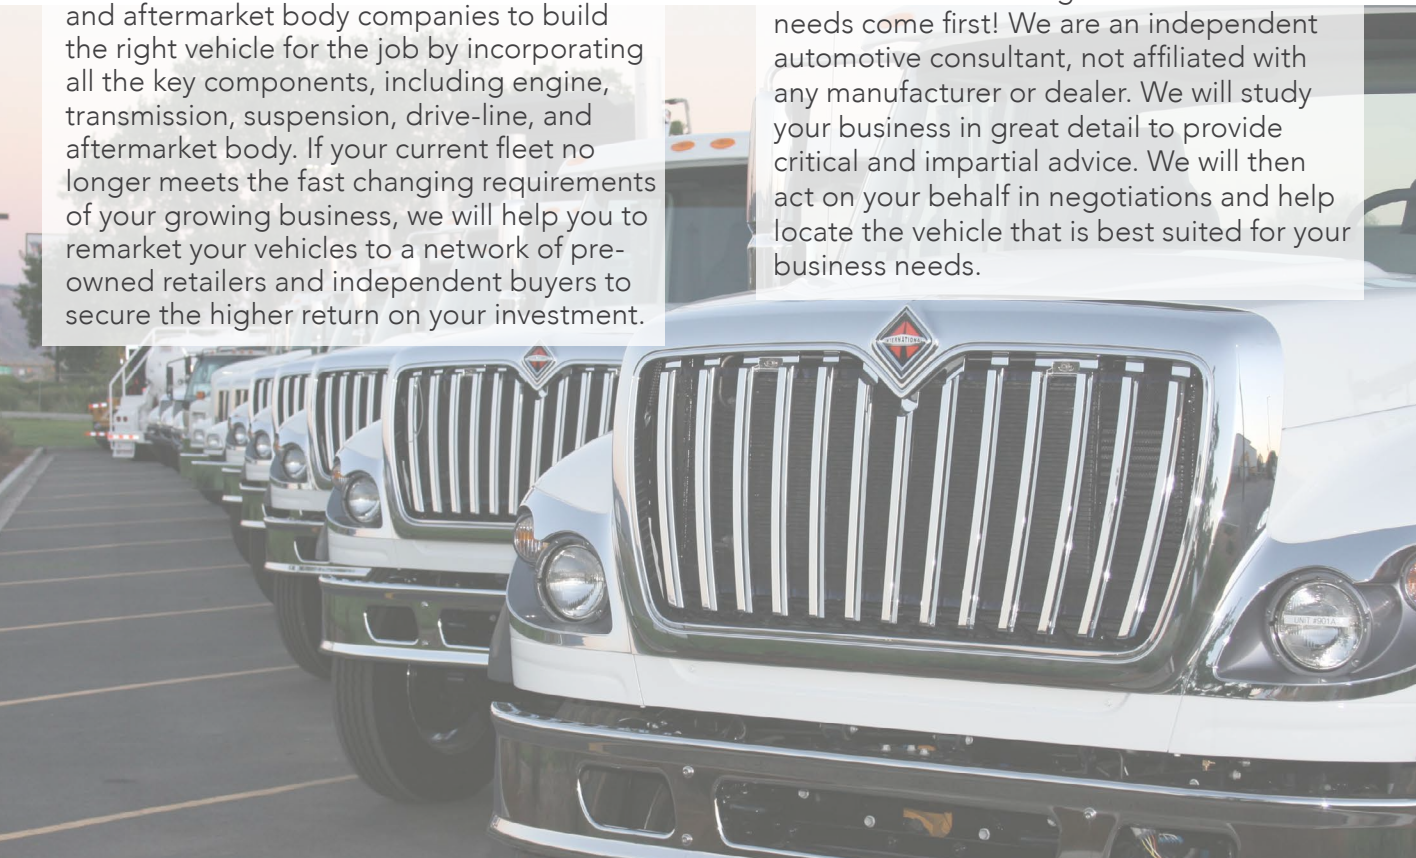 and aftermarket body companies to build
the right vehicle for the job by incorporating
all the key components, including engine,
transmission, suspension, drive-line, and
aftermarket body. If your current fleet no
longer meets the fast changing requirements
of your growing business, we will help you to
remarket your vehicles to a network of pre-
owned retailers and independent buyers to
secure the higher return on your investment.
needs come first! We are an independent
automotive consultant, not affiliated with
any manufacturer or dealer. We will study
your business in great detail to provide
critical and impartial advice. We will then
act on your behalf in negotiations and help
locate the vehicle that is best suited for your
business needs.
INTERNATIONAL
UNIT #901A